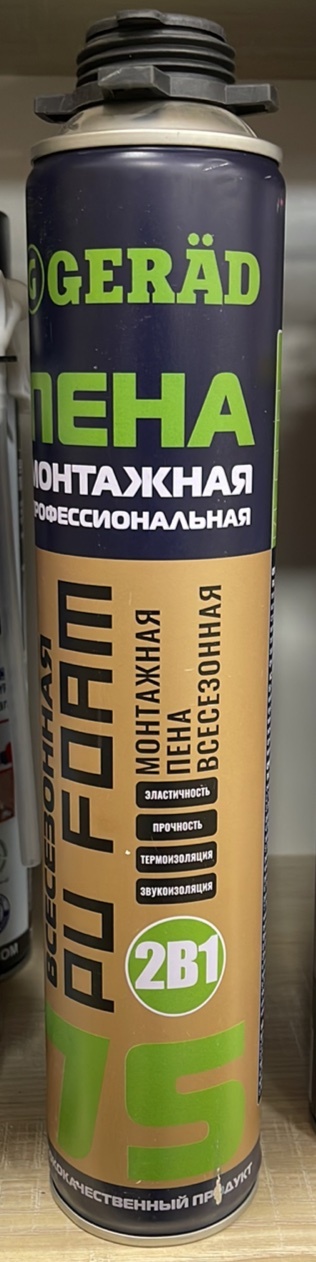 GERÄD
ПЕНА
МОНТАЖНАЯ
ПРОФЕССИОНАЛЬНАЯ
ВСЕСЕЗОННАЯ
PU FOAM
МОНТАЖНАЯ
ПЕНА
ВСЕСЕЗОННАЯ
ЭЛАСТИЧНОСТЬ
ПРОЧНОСТЬ
ТЕРМОИЗОЛЯЦИЯ
ЗВУКОИЗОЛЯЦИЯ
2В1
75
ВЫСОКОКАЧЕСТВЕННЫЙ ПРОДУКТ